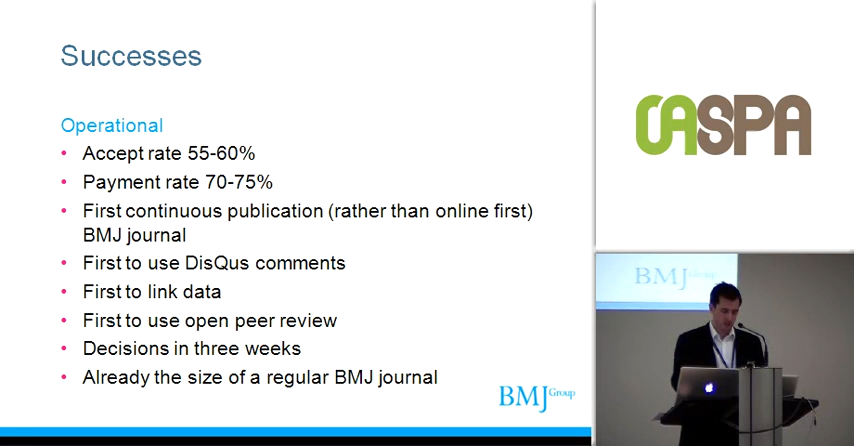 Successes
Operational
• Accept rate 55-60%
• Payment rate 70-75%
• First continuous publication (rather than online first)
BMJ journal
• First to use DisQus comments
• First to link data
• First to use open peer review
• Decisions in three weeks
• Already the size of a regular BMJ journal
BMJ Group
OASPA
BMJ Group